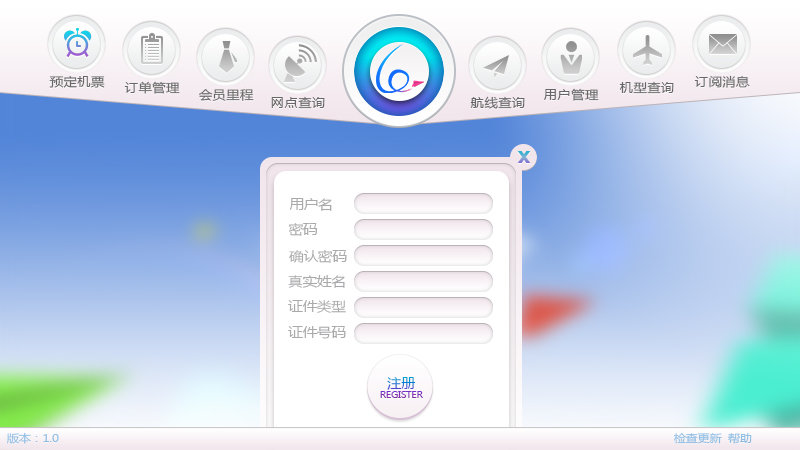 预定机票
订单管理
会员里程
网点查询
航线查询
用户管理
机型查询
订阅消息
X
用户名
密码
确认密码
真实姓名
证件类型
证件号码
注册
REGISTER
版本：1.0
检查更新 帮助